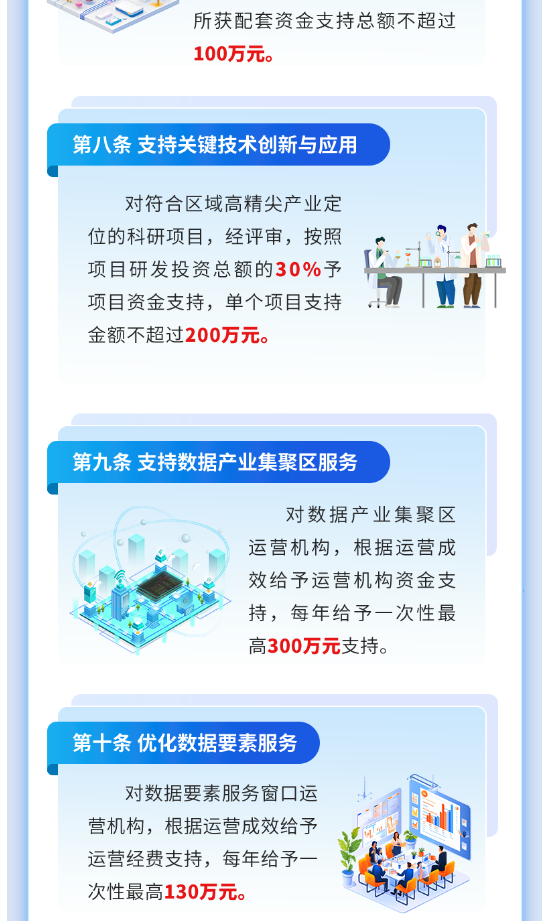 所获配套资金支持总额不超过
100万元。
第八条 支持关键技术创新与应用
对符合区域高精尖产业定
位的科研项目，经评审，按照
项目研发投资总额的30%予
项目资金支持，单个项目支持
金额不超过200万元。
第九条 支持数据产业集聚区服务
对数据产业集聚区
运营机构，根据运营成
效给予运营机构资金支
持，每年给予一次性最
高300万元支持。
第十条 优化数据要素服务
对数据要素服务窗口运
营机构，根据运营成效给予
运营经费支持，每年给予一
次性最高130万元。